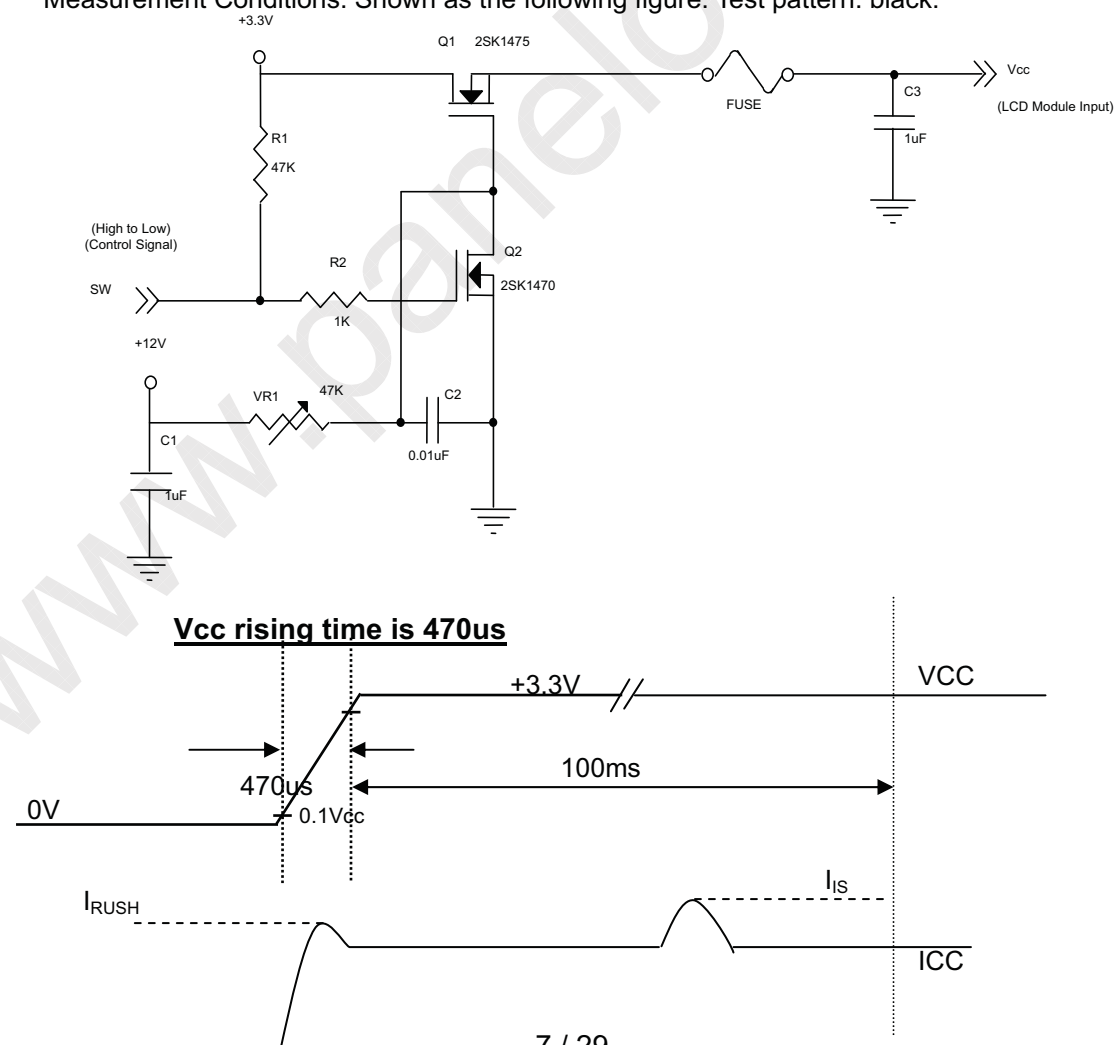 Measurement Conditions: Shown as the following figure. Test pattern: black.
+3.3V
Q1 2SK1475
Vcc
FUSE
C3
(LCD Module Input)
1uF
R1
47K
(High to Low)
(Control Signal)
R2
Q2
SW
2SK1470
1K
+12V
VR1
47K
C2
C1
0.01uF
1uF
Vcc rising time is 470us
+3.3V
VCC
470us
100ms
0V
0.1Vcc
IRUSH
IIS
ICC
7 / 29
www.panelo